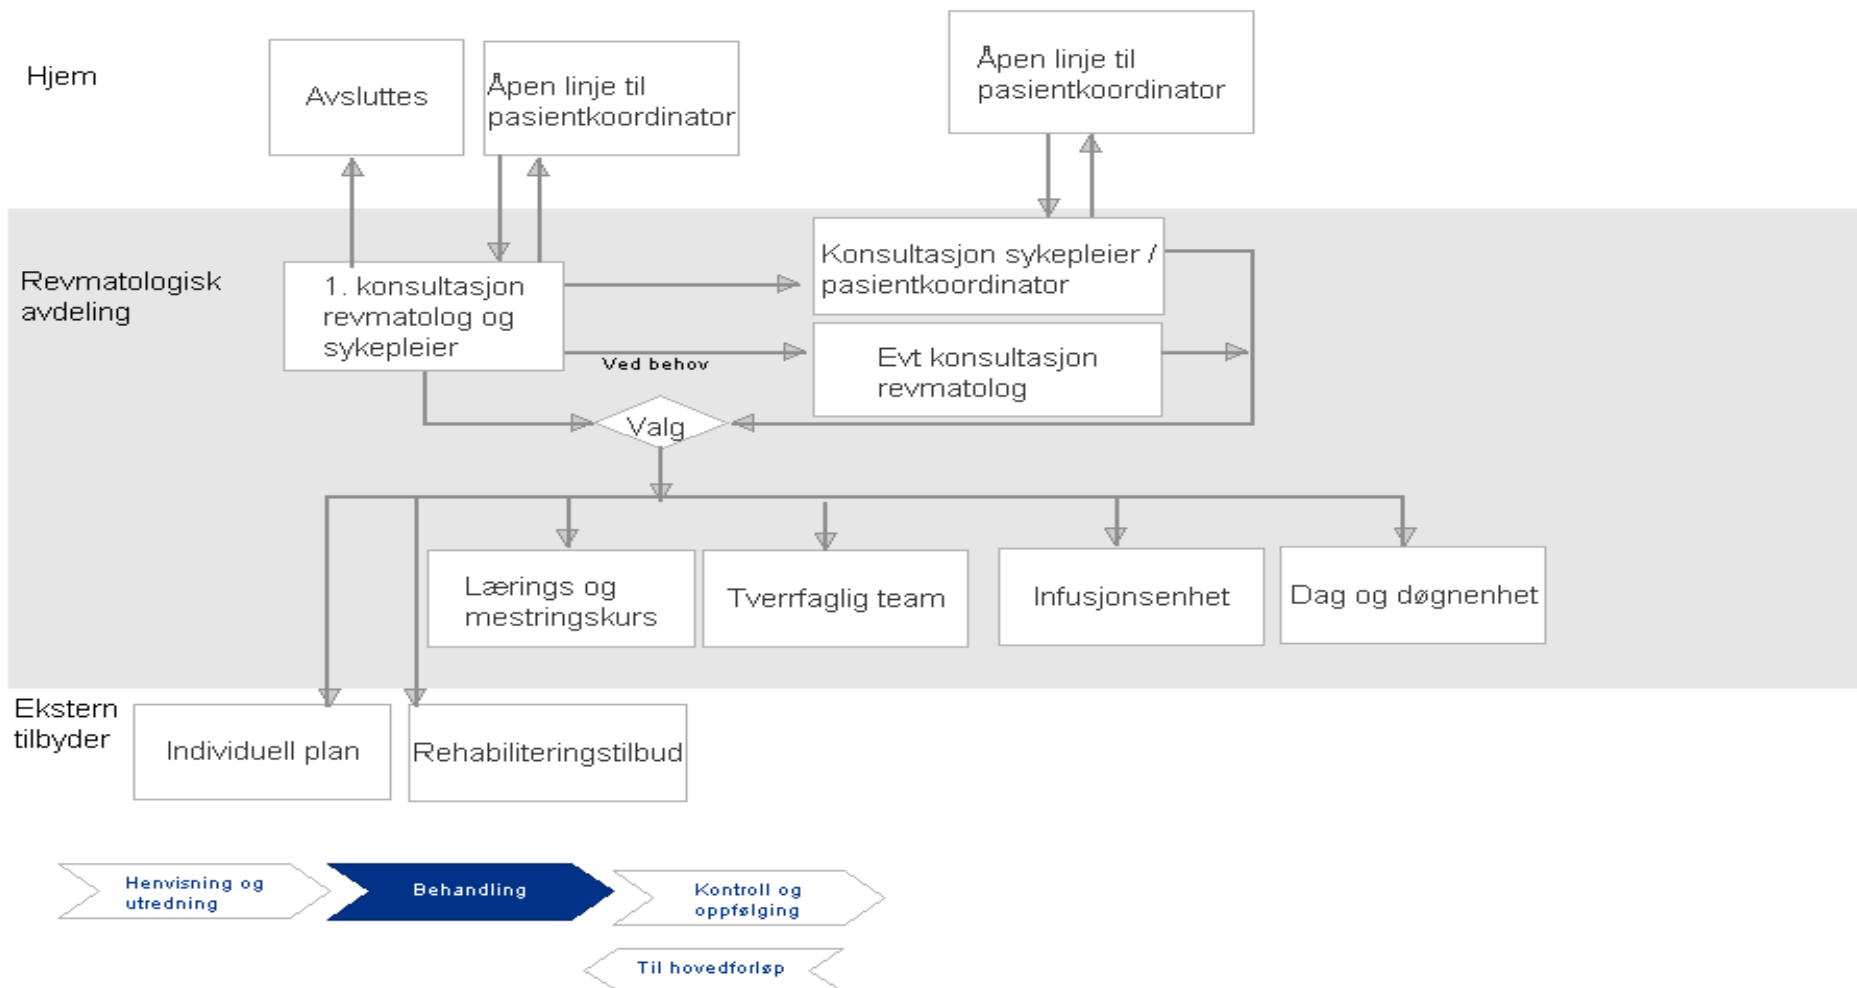 Hjem
Avsluttes
Åpen linje til
pasientkoordinator
Åpen linje til
pasientkoordinator
Revmatologisk
avdeling
1. konsultasjon
revmatolog og
sykepleier
Konsultasjon sykepleier /
pasientkoordinator
Ved behov
Evt konsultasjon
revmatolog
Valg
Lærings og
mestringskurs
Tverrfaglig team
Infusjonsenhet
Dag og døgnenhet
Ekstern
tilbyder
Individuell plan
Rehabiliteringstilbud
Henvisning og
utredning
Behandling
Kontroll og
oppfølging
Til hovedforløp